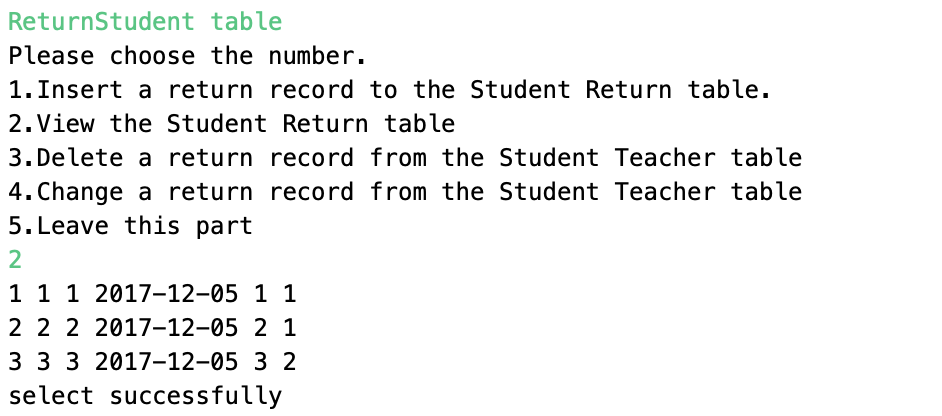 ReturnStudent table
Please choose the number.
1.Insert a return record to the Student Return table.
2.View the Student Return table
3.Delete a return record from the Student Teacher table
4.Change a return record from the Student Teacher table
5.Leave this part
2
1 1 1 2017-12-05 1 1
2 2 2 2017-12-05 2 1
3 3 3 2017-12-05 3 2
select successfully